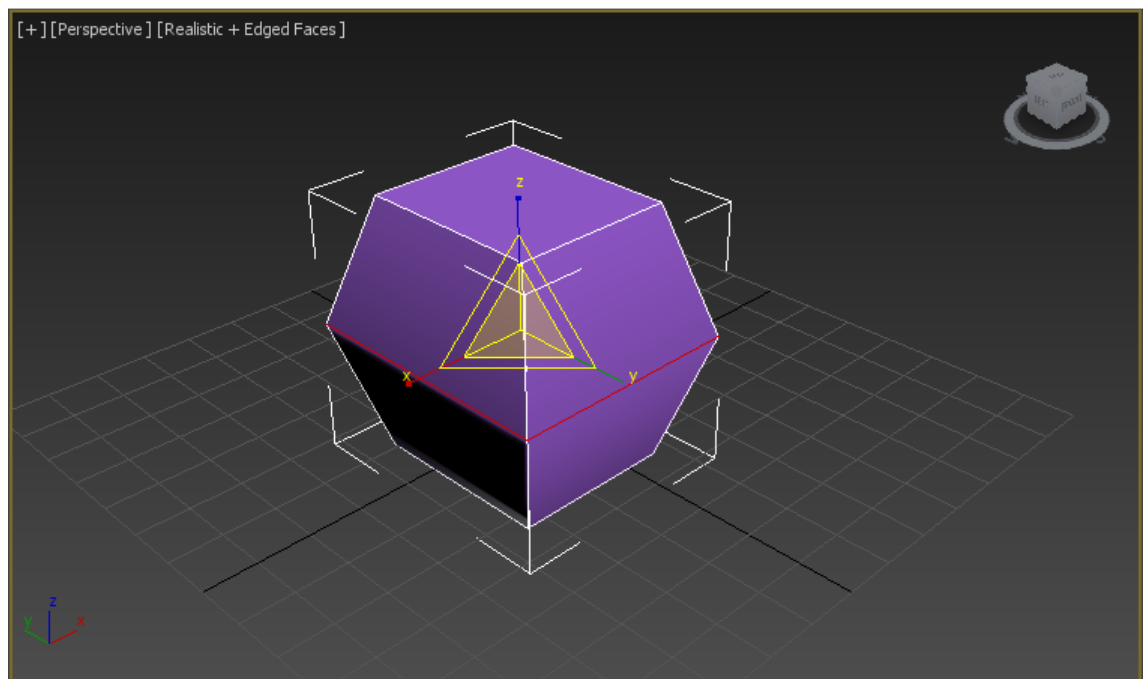 [+] [Perspective ] [Realistic + Edged Faces ]
z
x
y
z
y
x